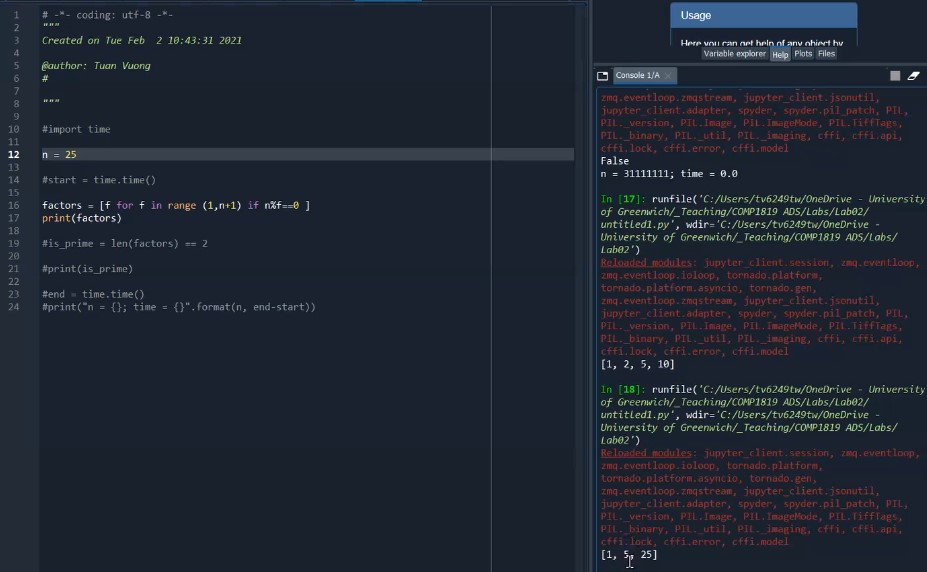 1 # -*- coding: utf-8 -*-
2 """
3 Created on Tue Feb  2 10:43:31 2021
4
5 @author: Tuan Vuong
6 #
7
8 """
9
10 #import time
11
12 n = 25
13
14 #start = time.time()
15
16 factors = [f for f in range (1,n+1) if n%f==0 ]
17 print(factors)
18
19 #is_prime = len(factors) == 2
20
21 #print(is_prime)
22
23 #end = time.time()
24 #print("n = {}; time = {}".format(n, end-start))
Usage
Here you can get help of any object by
Variable explorer Help Plots Files
Console 1/A
zmq.eventloop.zmqstream, jupyter_client.jsonutil,
jupyter_client.adapter, spyder, spyder.pil_patch, PIL,
PIL._version, PIL.Image, PIL.ImageMode, PIL.TiffTags,
PIL._binary, PIL._util, PIL._imaging, cffi, cffi.api,
cffi.lock, cffi.error, cffi.model
False
n = 31111111; time = 0.0
In [17]: runfile('C:/Users/tv6249tw/OneDrive - University
of Greenwich/_Teaching/COMP1819 ADS/Labs/Lab02/
untitled1.py', wdir='C:/Users/tv6249tw/OneDrive -
University of Greenwich/_Teaching/COMP1819 ADS/Labs/
Lab02')
Reloaded modules: jupyter_client.session, zmq.eventloop,
zmq.eventloop.ioloop, tornado.platform,
tornado.platform.asyncio, tornado.gen,
zmq.eventloop.zmqstream, jupyter_client.jsonutil,
jupyter_client.adapter, spyder, spyder.pil_patch, PIL,
PIL._version, PIL.Image, PIL.ImageMode, PIL.TiffTags,
PIL._binary, PIL._util, PIL._imaging, cffi, cffi.api,
cffi.lock, cffi.error, cffi.model
[1, 2, 5, 10]
In [18]: runfile('C:/Users/tv6249tw/OneDrive - University
of Greenwich/_Teaching/COMP1819 ADS/Labs/Lab02/
untitled1.py', wdir='C:/Users/tv6249tw/OneDrive -
University of Greenwich/_Teaching/COMP1819 ADS/Labs/
Lab02')
Reloaded modules: jupyter_client.session, zmq.eventloop,
zmq.eventloop.ioloop, tornado.platform,
tornado.platform.asyncio, tornado.gen,
zmq.eventloop.zmqstream, jupyter_client.jsonutil,
jupyter_client.adapter, spyder, spyder.pil_patch, PIL,
PIL._version, PIL.Image, PIL.ImageMode, PIL.TiffTags,
PIL._binary, PIL._util, PIL._imaging, cffi, cffi.api,
cffi.lock, cffi.error, cffi.model
[1, 5, 25]